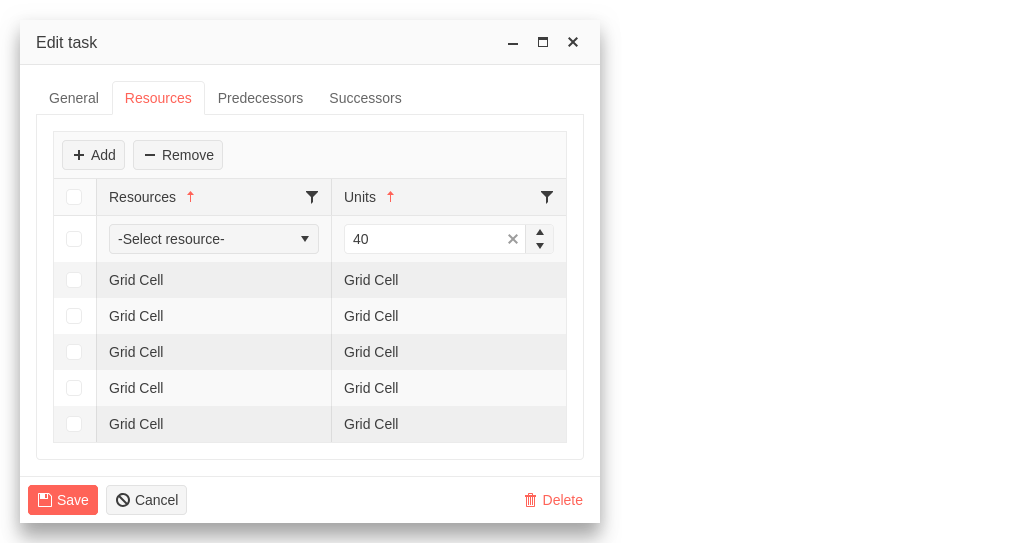 Edit task
General Resources Predecessors Successors
Add Remove
Resources Units
-Select resource- 40
Grid Cell Grid Cell
Grid Cell Grid Cell
Grid Cell Grid Cell
Grid Cell Grid Cell
Grid Cell Grid Cell
Save Cancel Delete